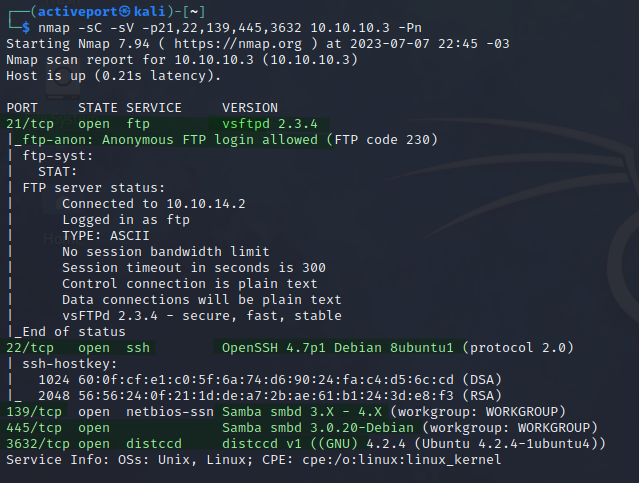 ┌──(activeport㉿kali)-[~]
└─$ nmap -sC -sV -p21,22,139,445,3632 10.10.10.3 -Pn
Starting Nmap 7.94 ( https://nmap.org ) at 2023-07-07 22:45 -03
Nmap scan report for 10.10.10.3 (10.10.10.3)
Host is up (0.21s latency).

PORT     STATE SERVICE     VERSION
21/tcp   open  ftp         vsftpd 2.3.4
|_ftp-anon: Anonymous FTP login allowed (FTP code 230)
| ftp-syst:
|   STAT:
| FTP server status:
|      Connected to 10.10.14.2
|      Logged in as ftp
|      TYPE: ASCII
|      No session bandwidth limit
|      Session timeout in seconds is 300
|      Control connection is plain text
|      Data connections will be plain text
|      vsFTPd 2.3.4 - secure, fast, stable
|_End of status
22/tcp   open  ssh         OpenSSH 4.7p1 Debian 8ubuntu1 (protocol 2.0)
| ssh-hostkey:
|   1024 60:0f:cf:e1:c0:5f:6a:74:d6:90:24:fa:c4:d5:6c:cd (DSA)
|_  2048 56:56:24:0f:21:1d:de:a7:2b:ae:61:b1:24:3d:e8:f3 (RSA)
139/tcp  open  netbios-ssn Samba smbd 3.X - 4.X (workgroup: WORKGROUP)
445/tcp  open              Samba smbd 3.0.20-Debian (workgroup: WORKGROUP)
3632/tcp open  distccd     distccd v1 ((GNU) 4.2.4 (Ubuntu 4.2.4-1ubuntu4))
Service Info: OSs: Unix, Linux; CPE: cpe:/o:linux:linux_kernel